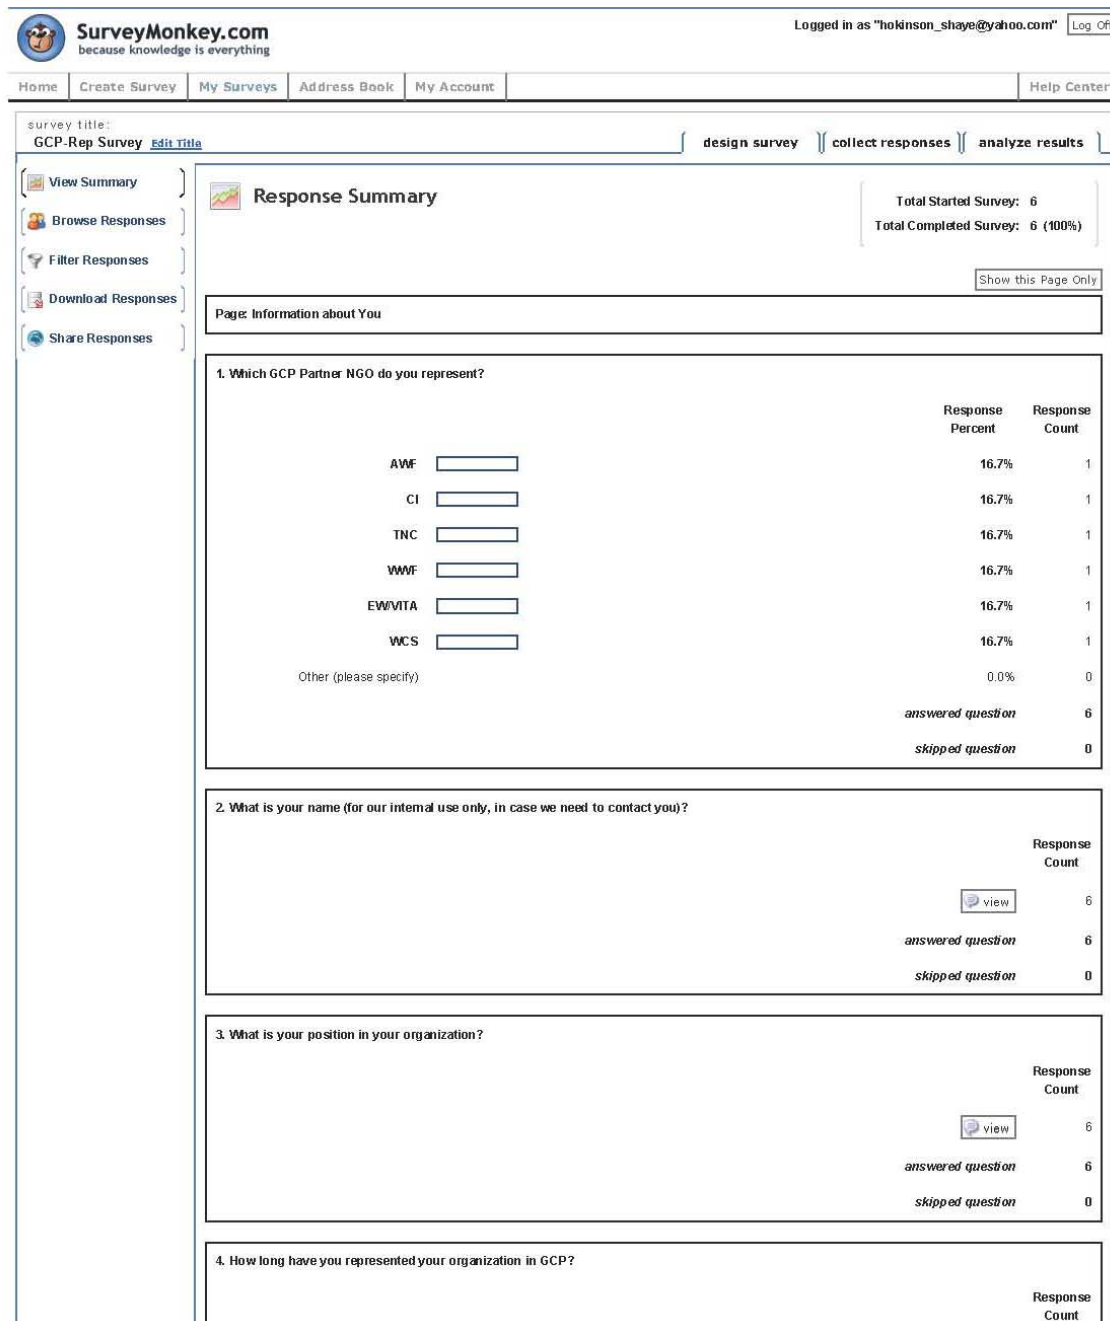 SurveyMonkey.com
because knowledge is everything
Logged in as "hokinson_shaye@yahoo.com" Log Off
Home Create Survey My Surveys Address Book My Account Help Center
survey title:
GCP-Rep Survey Edit Title
design survey collect responses analyze results
View Summary
Browse Responses
Filter Responses
Download Responses
Share Responses
Response Summary
Total Started Survey: 6
Total Completed Survey: 6 (100%)
Show this Page Only
Page: Information about You
1. Which GCP Partner NGO do you represent?
Response Percent Response Count
AWF 16.7% 1
CI 16.7% 1
TNC 16.7% 1
WWF 16.7% 1
EW/VITA 16.7% 1
WCS 16.7% 1
Other (please specify) 0.0% 0
answered question 6
skipped question 0
2. What is your name (for our internal use only, in case we need to contact you)?
Response
Count
view 6
answered question 6
skipped question 0
3. What is your position in your organization?
Response
Count
view 6
answered question 6
skipped question 0
4. How long have you represented your organization in GCP?
Response
Count